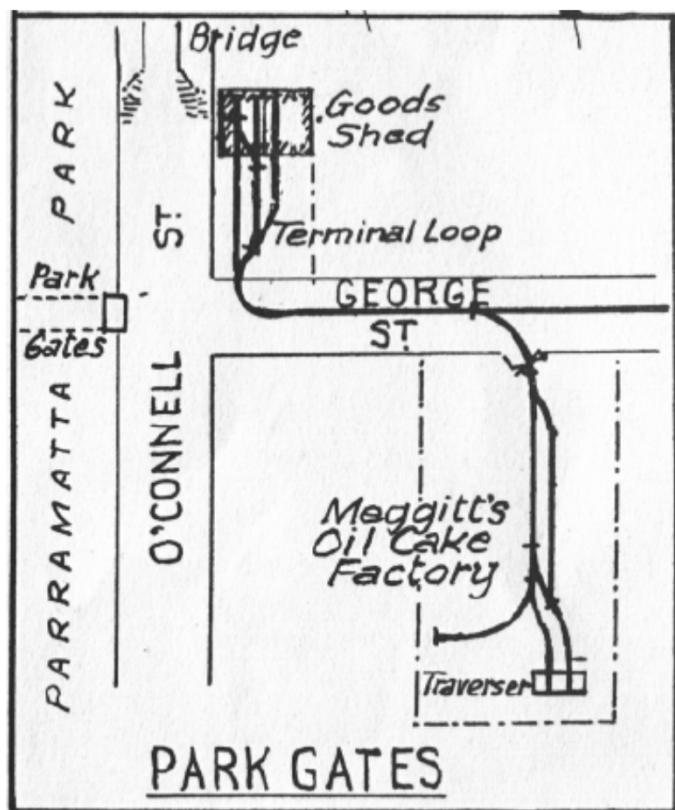 Bridge
Goods
Shed
PARRAMATTA PARK
O'CONNELL ST.
Terminal Loop
Park
Gates
GEORGE
ST.
Meggitt's
Oil Cake
Factory
Traverser
PARK GATES